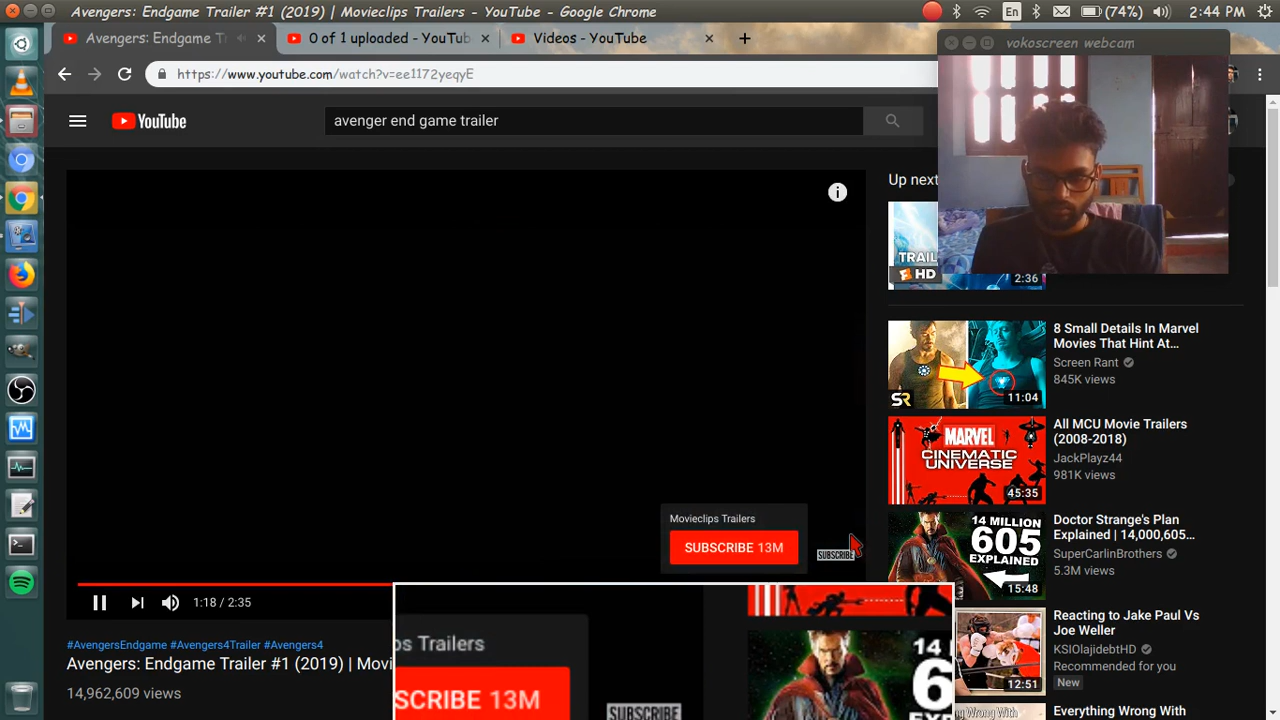 Avengers: Endgame Trailer #1 (2019) | Movieclips Trailers - YouTube - Google Chrome
En
(74%)
2:44 PM
Avengers: Endgame T
0 of 1 uploaded - YouTub
Videos - YouTube
vokoscreen webcam
https://www.youtube.com/watch?v=ee1172yeqyE
YouTube
avenger end game trailer
Up next
TRAIL
HD
2:36
8 Small Details In Marvel
Movies That Hint At...
Screen Rant
845K views
SR
11:04
All MCU Movie Trailers
(2008-2018)
JackPlayz44
981K views
MARVEL
CINEMATIC
UNIVERSE
45:35
Doctor Strange's Plan
Explained | 14,000,605...
SuperCarlinBrothers
5.3M views
14 MILLION
605
EXPLAINED
15:48
Movieclips Trailers
SUBSCRIBE 13M
SUBSCRIBE
1:18 / 2:35
#AvengersEndgame #Avengers4Trailer #Avengers4
Avengers: Endgame Trailer #1 (2019) | Movi
14,962,609 views
ps Trailers
SCRIBE 13M
SUBSCRIBE
14
6
Reacting to Jake Paul Vs
Joe Weller
KSIOlajidebtHD
Recommended for you
New
12:51
Everything Wrong With
ng Wrong With